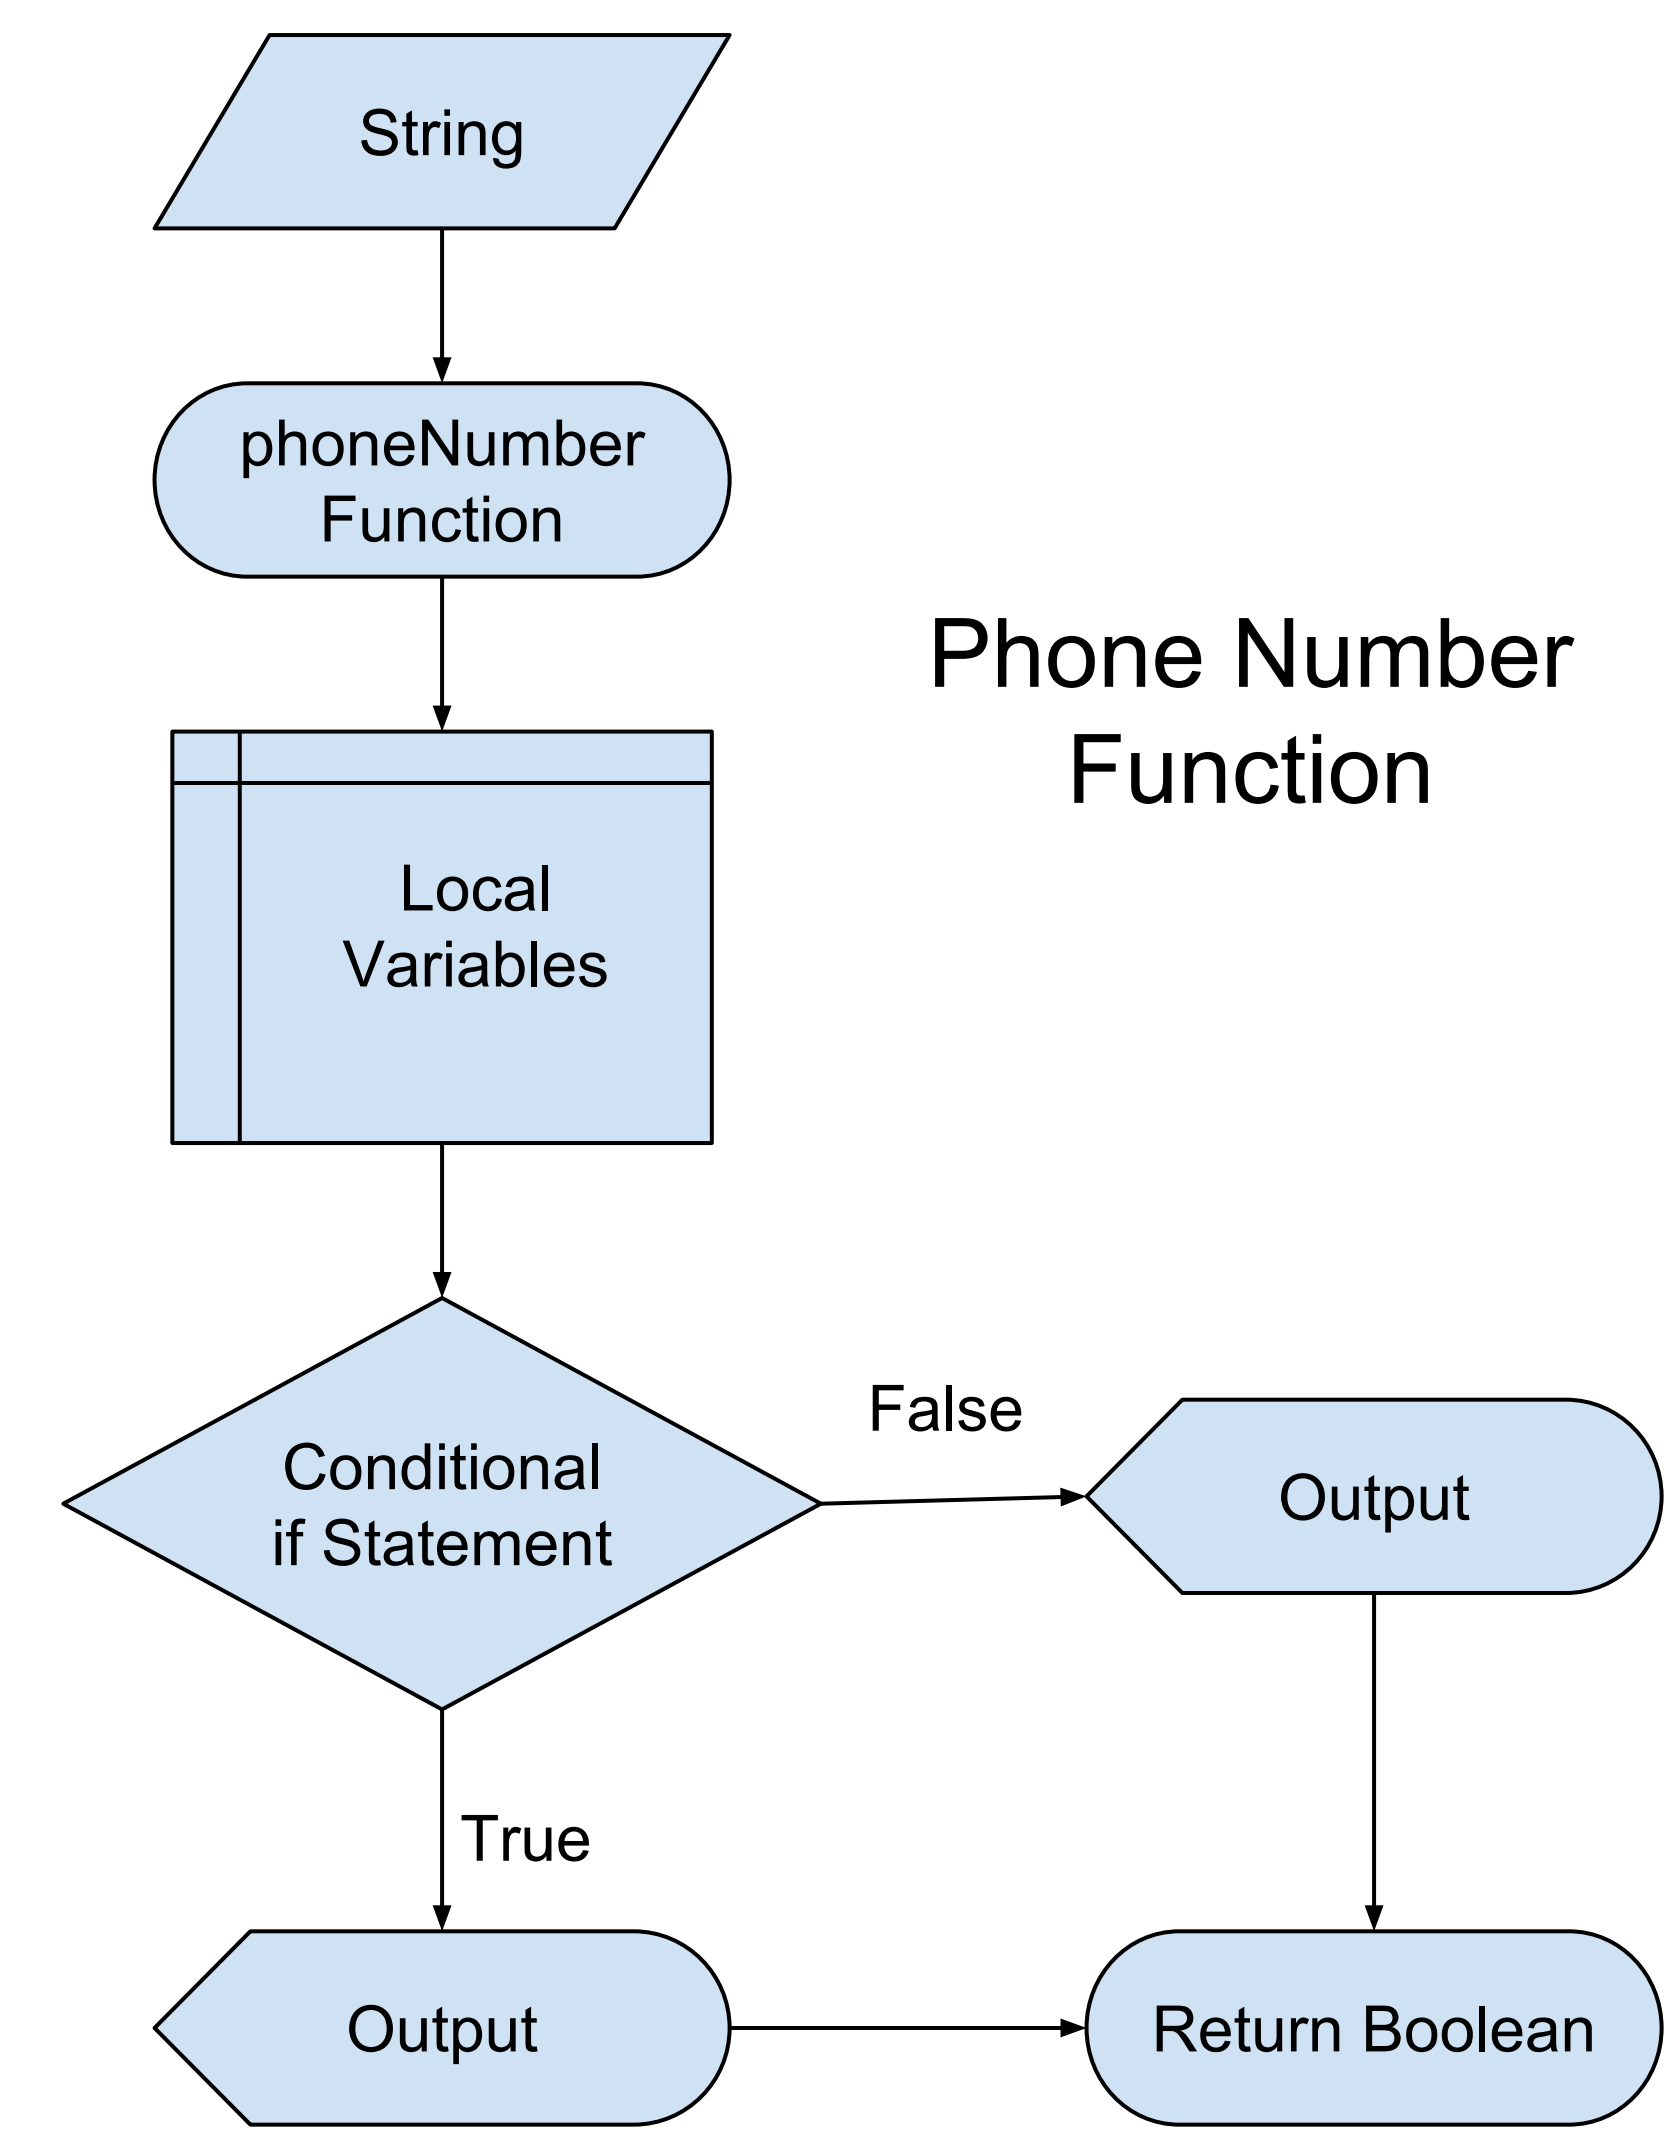 String
phoneNumber
Function
Phone Number
Function
Local
Variables
Conditional
if Statement
False
Output
True
Output
Return Boolean